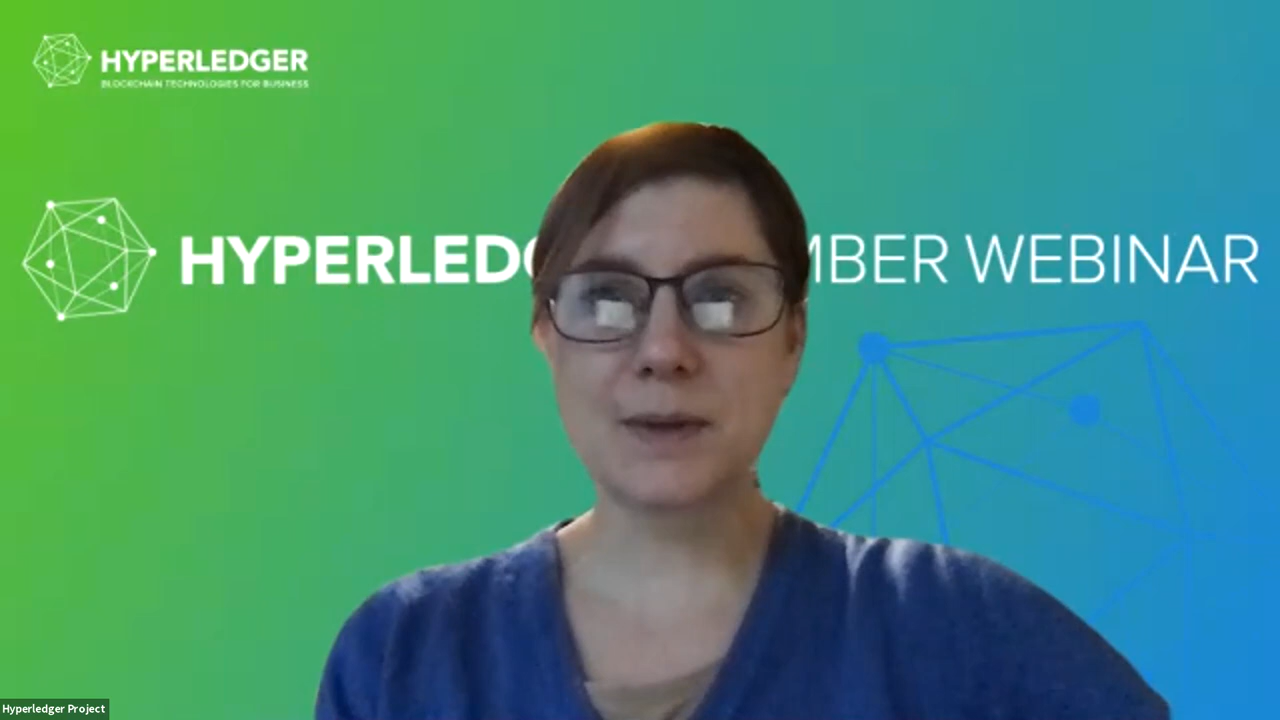 HYPERLEDGER
BLOCKCHAIN TECHNOLOGIES FOR BUSINESS
HYPERLEDG MBER WEBINAR
Hyperledger Project